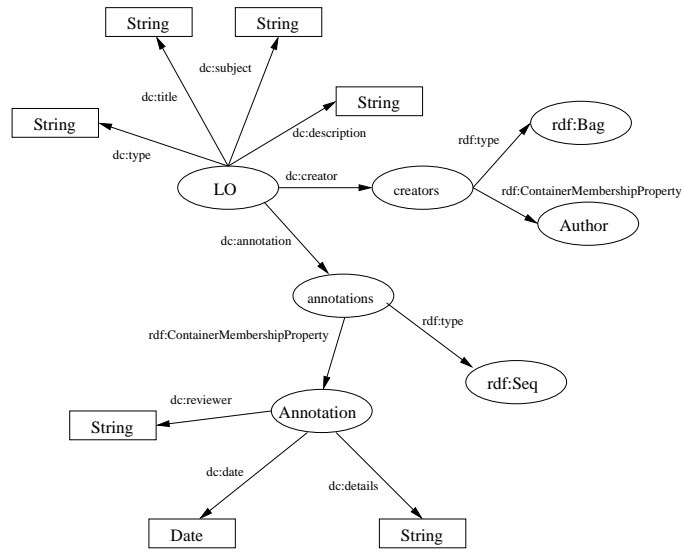 String
String
dc:subject
dc:title
String
String
dc:description
dc:type
rdf:type
rdf:Bag
LO
dc:creator
creators
rdf:ContainerMembershipProperty
Author
dc:annotation
annotations
rdf:type
rdf:ContainerMembershipProperty
rdf:Seq
dc:reviewer
Annotation
String
dc:date
dc:details
Date
String